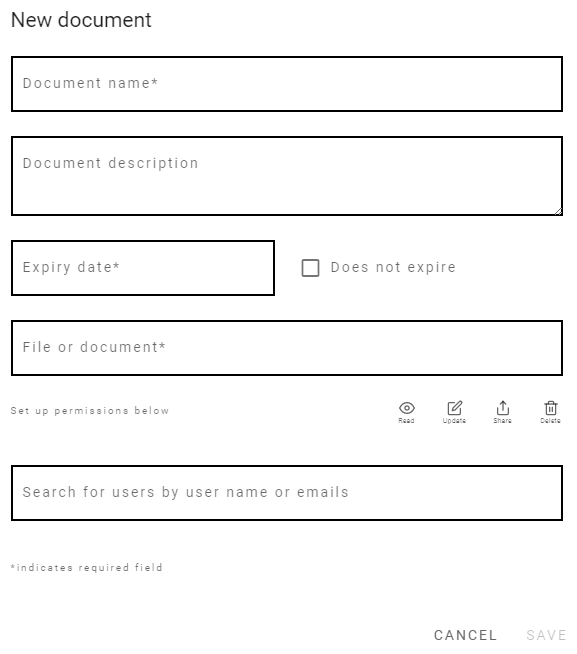 New document
Document name*
Document description
Expiry date*
Does not expire
File or document*
Set up permissions below
Read Update Share Delete
Search for users by user name or emails
*indicates required field
CANCEL SAVE